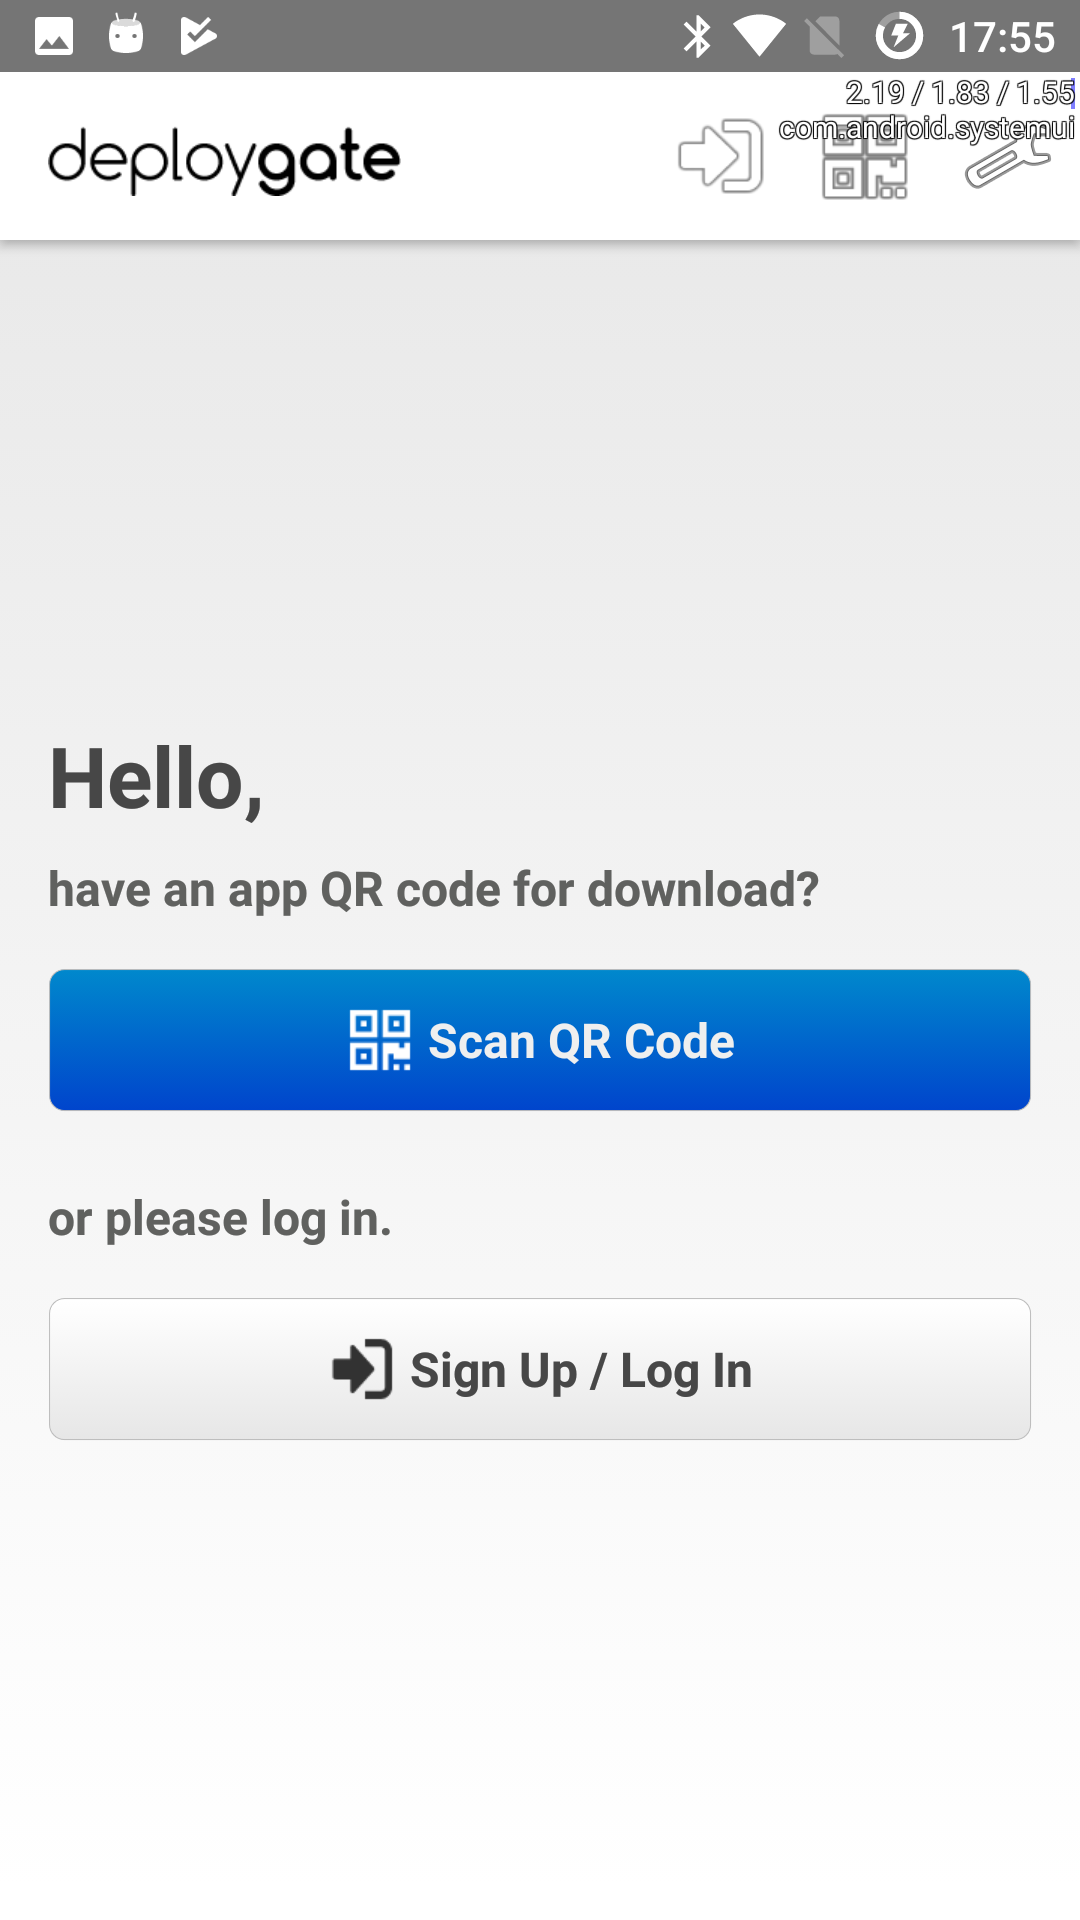 17:55
2.19 / 1.83 / 1.55
com.android.systemui
deploygate
Hello,
have an app QR code for download?
Scan QR Code
or please log in.
Sign Up / Log In